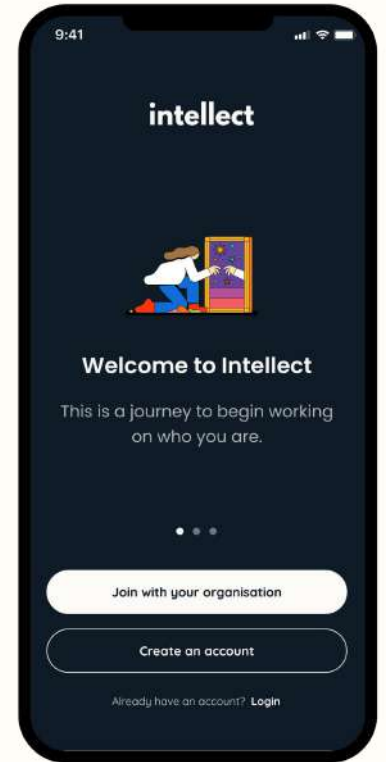 9:41
intellect
Welcome to Intellect
This is a journey to begin working
on who you are.
Join with your organisation
Create an account
Already have an account? Login